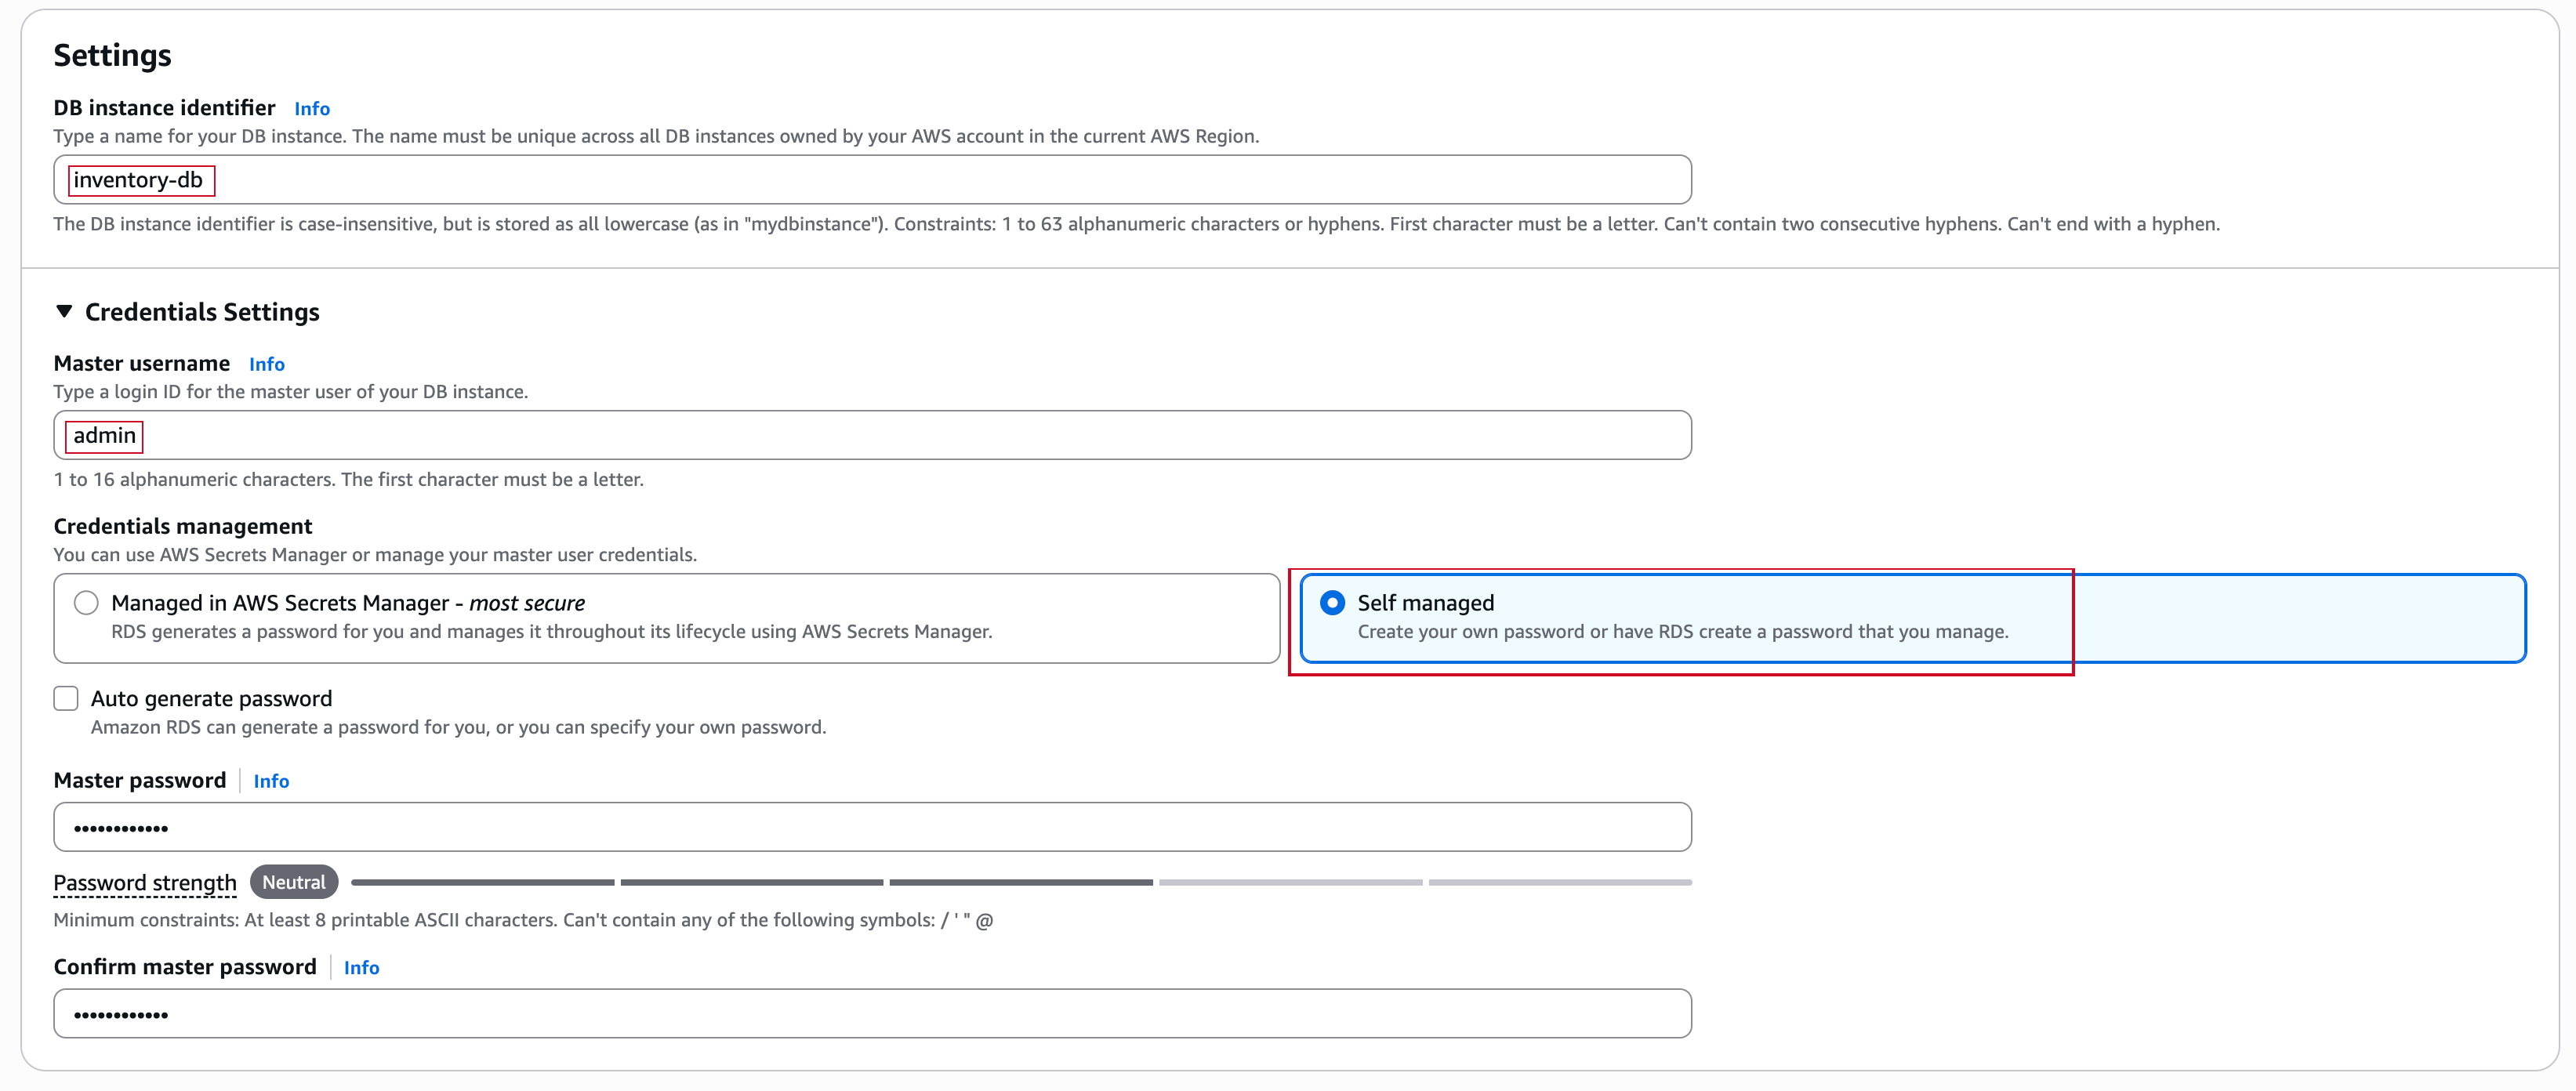 Settings
DB instance identifier Info
Type a name for your DB instance. The name must be unique across all DB instances owned by your AWS account in the current AWS Region.
inventory-db
The DB instance identifier is case-insensitive, but is stored as all lowercase (as in "mydbinstance"). Constraints: 1 to 63 alphanumeric characters or hyphens. First character must be a letter. Can't contain two consecutive hyphens. Can't end with a hyphen.
Credentials Settings
Master username Info
Type a login ID for the master user of your DB instance.
admin
1 to 16 alphanumeric characters. The first character must be a letter.
Credentials management
You can use AWS Secrets Manager or manage your master user credentials.
Managed in AWS Secrets Manager - most secure
RDS generates a password for you and manages it throughout its lifecycle using AWS Secrets Manager.
Self managed
Create your own password or have RDS create a password that you manage.
Auto generate password
Amazon RDS can generate a password for you, or you can specify your own password.
Master password Info
••••••••••••
Password strength Neutral
Minimum constraints: At least 8 printable ASCII characters. Can't contain any of the following symbols: / ' " @
Confirm master password Info
••••••••••••